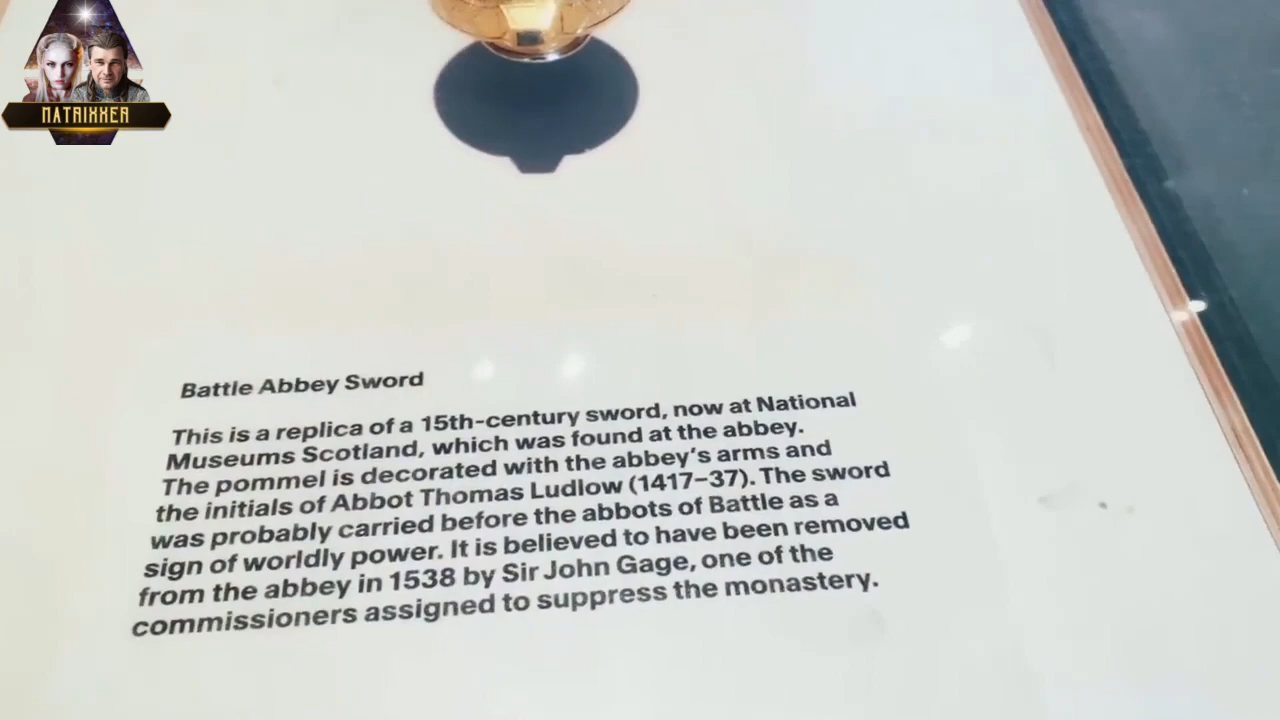 MATRIXXER
Battle Abbey Sword
This is a replica of a 15th-century sword, now at National
Museums Scotland, which was found at the abbey.
The pommel is decorated with the abbey's arms and
the initials of Abbot Thomas Ludlow (1417–37). The sword
was probably carried before the abbots of Battle as a
sign of worldly power. It is believed to have been removed
from the abbey in 1538 by Sir John Gage, one of the
commissioners assigned to suppress the monastery.